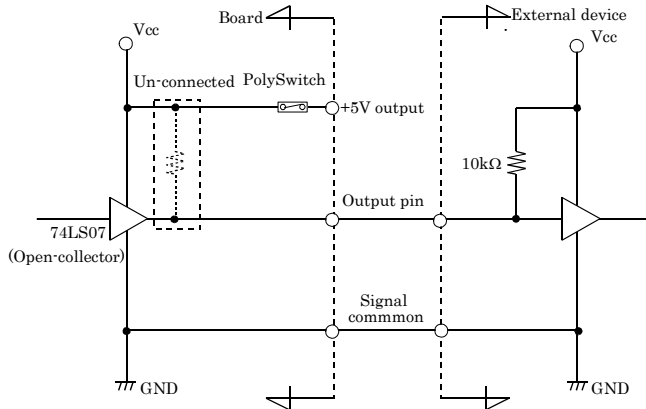 Board
External device
Vcc
Vcc
Un-connected
PolySwitch
+5V output
10kΩ
Output pin
74LS07
(Open-collector)
Signal
commmon
GND
GND